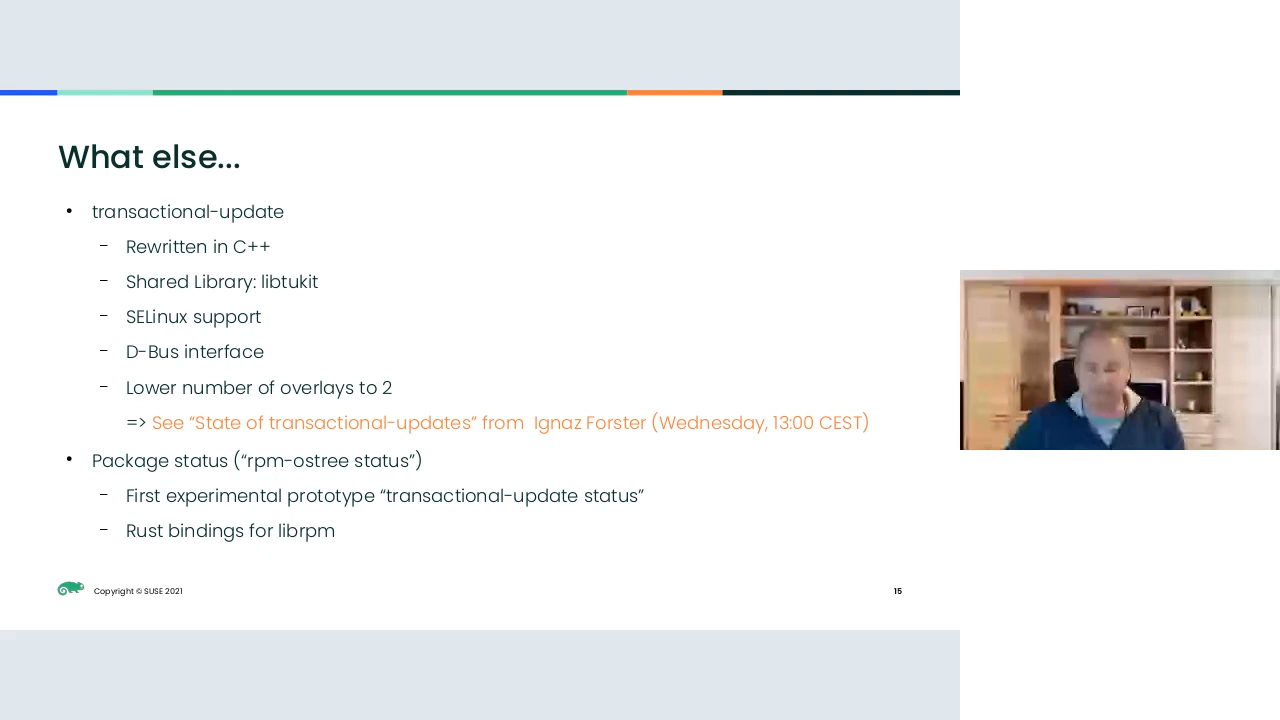 What else...
• transactional-update
– Rewritten in C++
– Shared Library: libtukit
– SELinux support
– D-Bus interface
– Lower number of overlays to 2
=> See “State of transactional-updates” from  Ignaz Forster (Wednesday, 13:00 CEST)
• Package status (“rpm-ostree status”)
– First experimental prototype “transactional-update status”
– Rust bindings for librpm
Copyright © SUSE 2021
15